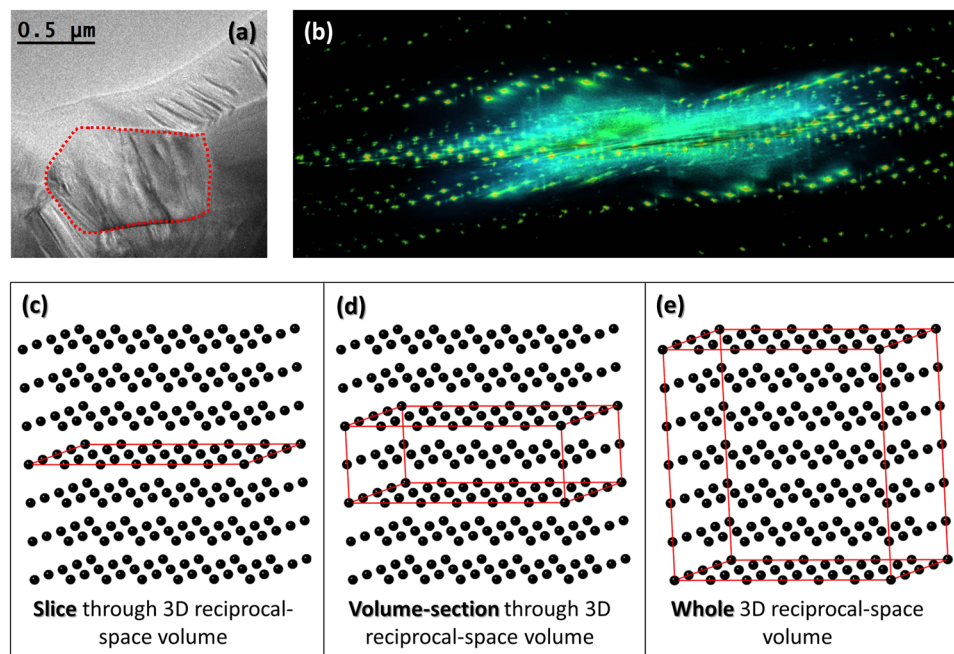 0.5 μm
(a)
(b)
(c)
(d)
(e)
Slice through 3D reciprocal-
space volume
Volume-section through 3D
reciprocal-space volume
Whole 3D reciprocal-space
volume